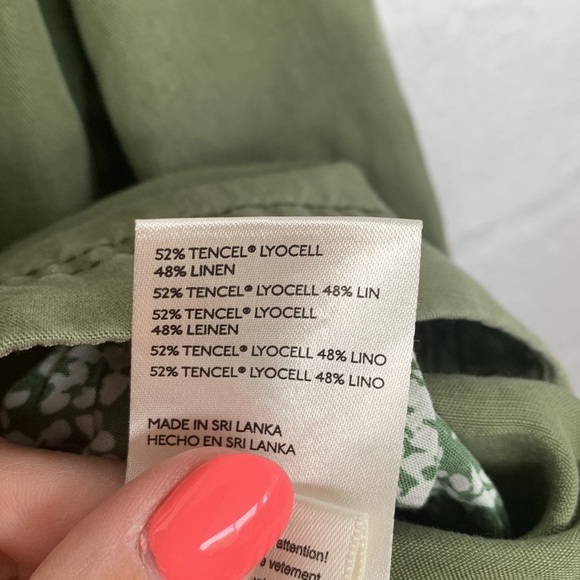 52% TENCEL® LYOCELL
48% LINEN
52% TENCEL® LYOCELL 48% LIN
52% TENCEL® LYOCELL
48% LEINEN
52% TENCEL® LYOCELL 48% LINO
52% TENCEL® LYOCELL 48% LINO
MADE IN SRI LANKA
HECHO EN SRI LANKA
attention!
vetement